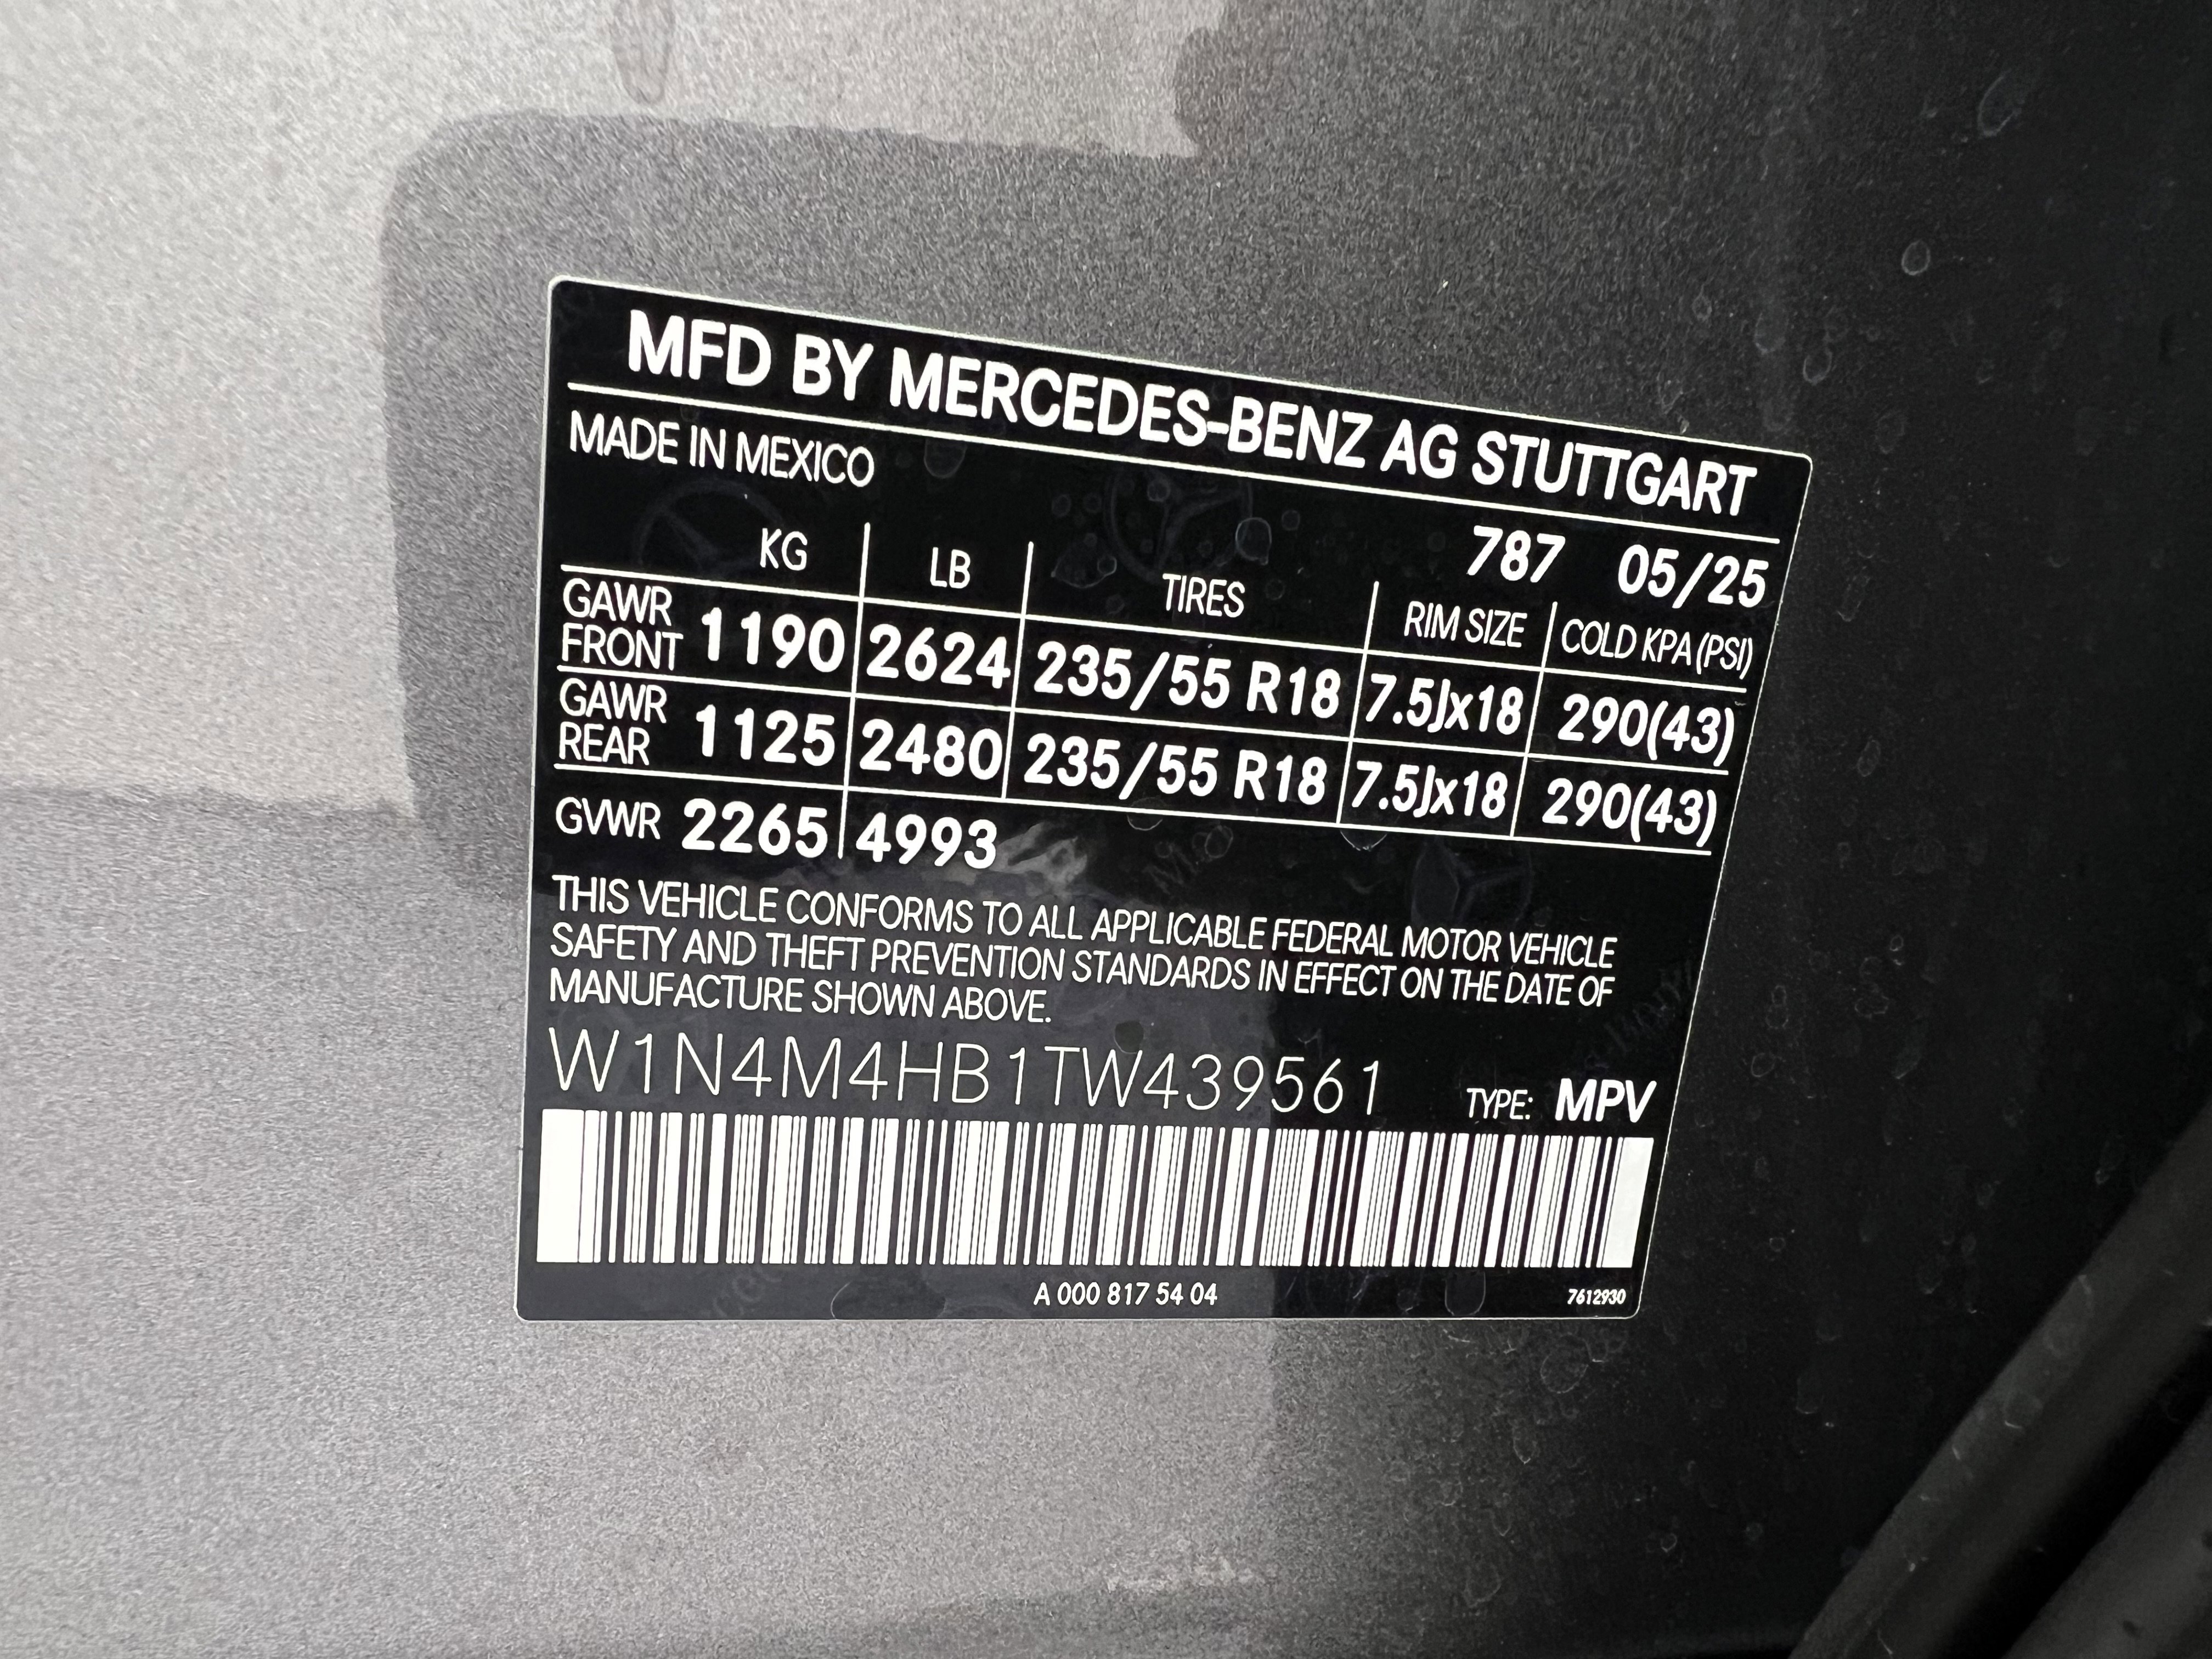 MFD BY MERCEDES-BENZ AG STUTTGART
MADE IN MEXICO
787 05/25
KG LB TIRES RIM SIZE COLD KPA (PSI)
GAWR FRONT 1190 2624 235/55 R18 7.5Jx18 290(43)
GAWR REAR 1125 2480 235/55 R18 7.5Jx18 290(43)
GVWR 2265 4993
THIS VEHICLE CONFORMS TO ALL APPLICABLE FEDERAL MOTOR VEHICLE
SAFETY AND THEFT PREVENTION STANDARDS IN EFFECT ON THE DATE OF
MANUFACTURE SHOWN ABOVE.
W1N4M4HB1TW439561 TYPE: MPV
A 000 817 54 04 7612930